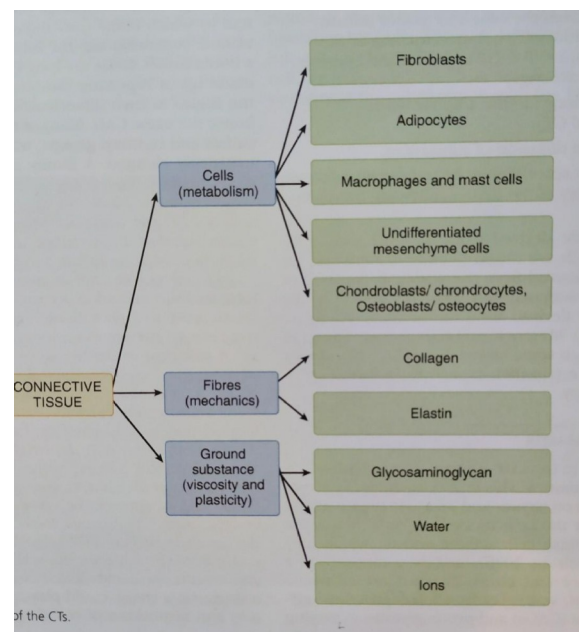 Fibroblasts
Adipocytes
Cells
(metabolism)
Macrophages and mast cells
Undifferentiated
mesenchyme cells
Chondroblasts/ chrondrocytes,
Osteoblasts/ osteocytes
Collagen
CONNECTIVE
TISSUE
Fibres
(mechanics)
Elastin
Ground
substance
(viscosity and
plasticity)
Glycosaminoglycan
Water
Ions
of the CTs.